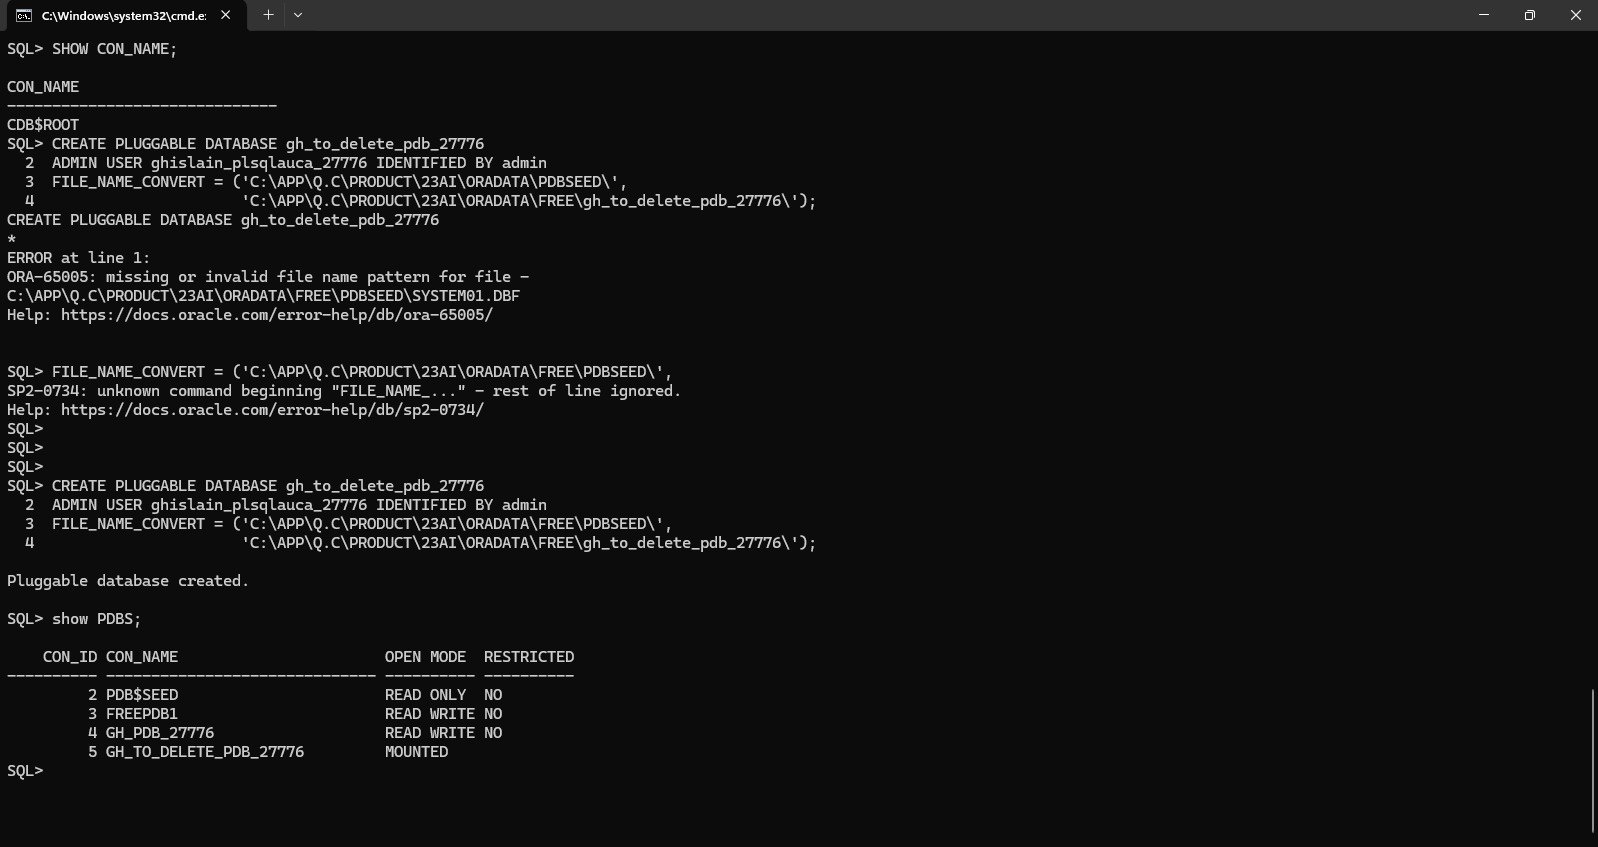 C:\Windows\system32\cmd.e:
SQL> SHOW CON_NAME;
CON_NAME
------------------------------
CDB$ROOT
SQL> CREATE PLUGGABLE DATABASE gh_to_delete_pdb_27776
  2  ADMIN USER ghislain_plsqlauca_27776 IDENTIFIED BY admin
  3  FILE_NAME_CONVERT = ('C:\APP\Q.C\PRODUCT\23AI\ORADATA\PDBSEED\',
  4                       'C:\APP\Q.C\PRODUCT\23AI\ORADATA\FREE\gh_to_delete_pdb_27776\');
CREATE PLUGGABLE DATABASE gh_to_delete_pdb_27776
*
ERROR at line 1:
ORA-65005: missing or invalid file name pattern for file -
C:\APP\Q.C\PRODUCT\23AI\ORADATA\FREE\PDBSEED\SYSTEM01.DBF
Help: https://docs.oracle.com/error-help/db/ora-65005/
SQL> FILE_NAME_CONVERT = ('C:\APP\Q.C\PRODUCT\23AI\ORADATA\FREE\PDBSEED\',
SP2-0734: unknown command beginning "FILE_NAME_..." - rest of line ignored.
Help: https://docs.oracle.com/error-help/db/sp2-0734/
SQL>
SQL>
SQL>
SQL> CREATE PLUGGABLE DATABASE gh_to_delete_pdb_27776
  2  ADMIN USER ghislain_plsqlauca_27776 IDENTIFIED BY admin
  3  FILE_NAME_CONVERT = ('C:\APP\Q.C\PRODUCT\23AI\ORADATA\FREE\PDBSEED\',
  4                       'C:\APP\Q.C\PRODUCT\23AI\ORADATA\FREE\gh_to_delete_pdb_27776\');
Pluggable database created.
SQL> show PDBS;
    CON_ID CON_NAME                       OPEN MODE  RESTRICTED
---------- ------------------------------ ---------- ----------
         2 PDB$SEED                       READ ONLY  NO
         3 FREEPDB1                       READ WRITE NO
         4 GH_PDB_27776                   READ WRITE NO
         5 GH_TO_DELETE_PDB_27776         MOUNTED
SQL>